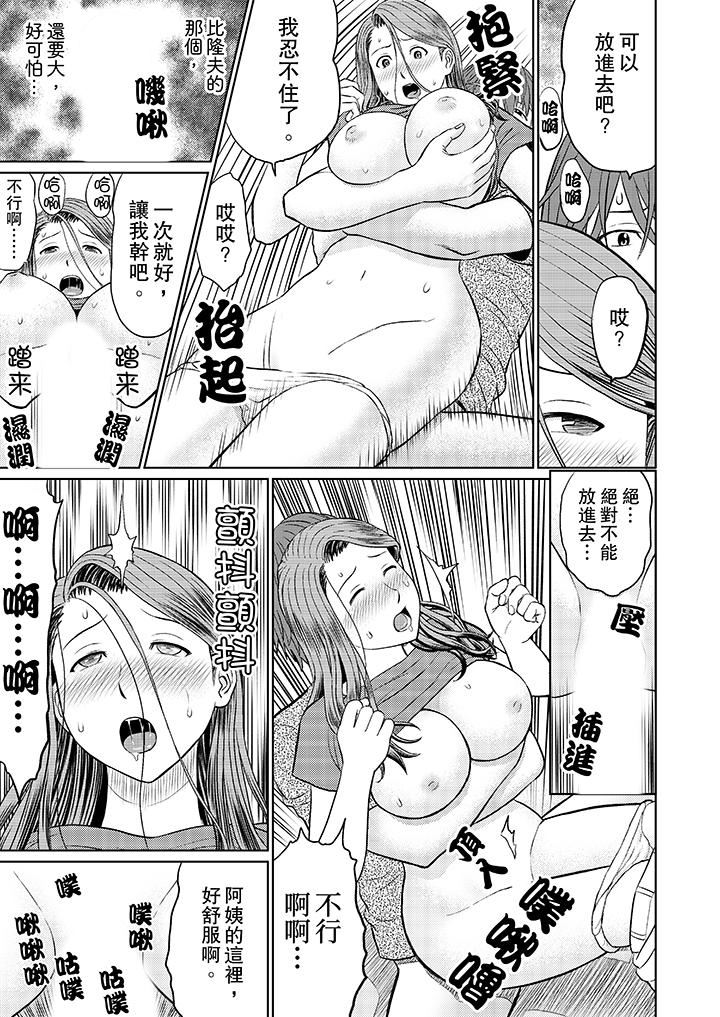 可以
放進去吧？
哈啊
哈啊
哎？
抱緊
我忍不住了。
哎哎？
抬起
比隆夫的
那個，
還要大，
好可怕…
嘰啾
一次就好，
讓我幹吧。
哈啊
哈啊
不行啊……
蹭来
蹭来
濕潤
濕潤
絕…
絕對不能
放進去…
壓
插進
頂入
噗
不行
啊啊…
顫抖顫抖
啊…啊…啊…
阿姨的這裡，
好舒服啊。
噗啾
咕噗
噗
咕噗
啾啾啾